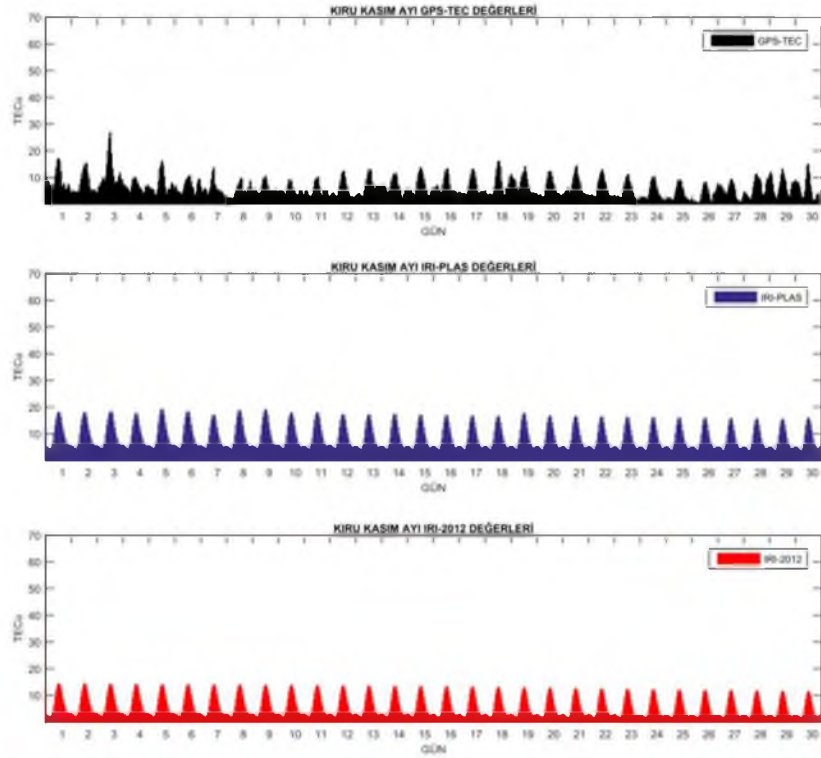 KIRU KASIM AYI GPS-TEC DEĞERLERİ
70
60
50
40
30
20
10
TECu
GPS-TEC
1 2 3 4 5 6 7 8 9 10 11 12 13 14 15 16 17 18 19 20 21 22 23 24 25 26 27 28 29 30
GÜN
KIRU KASIM AYI IRI-PLAS DEĞERLERİ
70
60
50
40
30
20
10
TECu
IRI-PLAS
1 2 3 4 5 6 7 8 9 10 11 12 13 14 15 16 17 18 19 20 21 22 23 24 25 26 27 28 29 30
GÜN
KIRU KASIM AYI IRI-2012 DEĞERLERİ
70
60
50
40
30
20
10
TECu
IRI-2012
1 2 3 4 5 6 7 8 9 10 11 12 13 14 15 16 17 18 19 20 21 22 23 24 25 26 27 28 29 30
GÜN